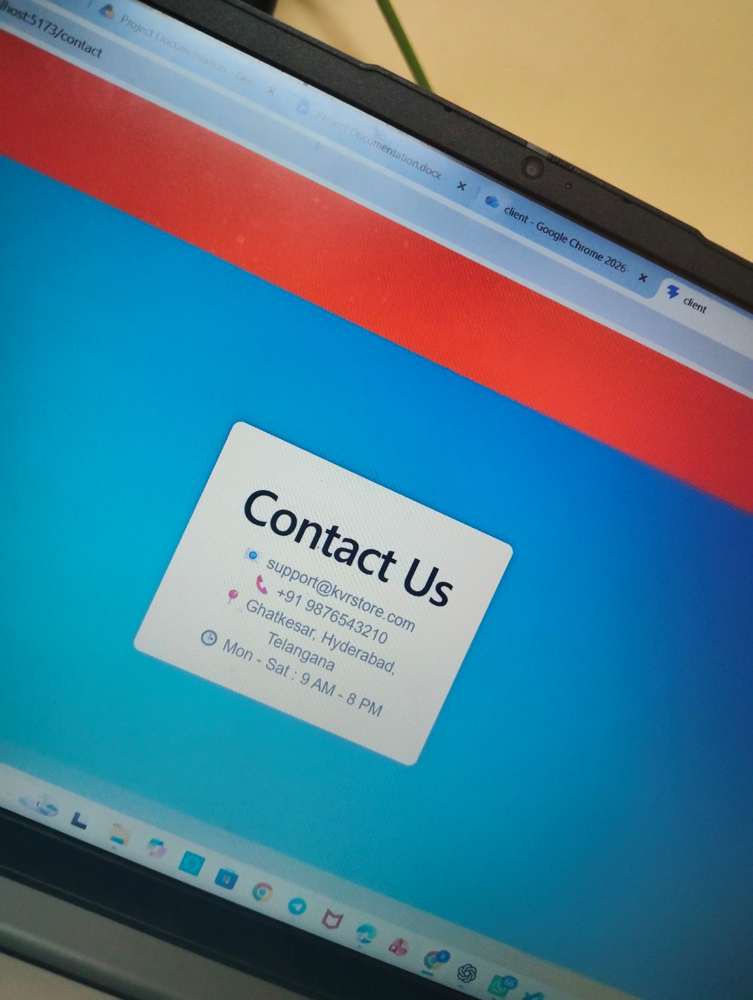 lhost:5173/contact
Project Documentation - Goo
Project Documentation.docx
client - Google Chrome 2026
client
Contact Us
support@kvrstore.com
+91 9876543210
Ghatkesar, Hyderabad,
Telangana
Mon - Sat : 9 AM - 8 PM